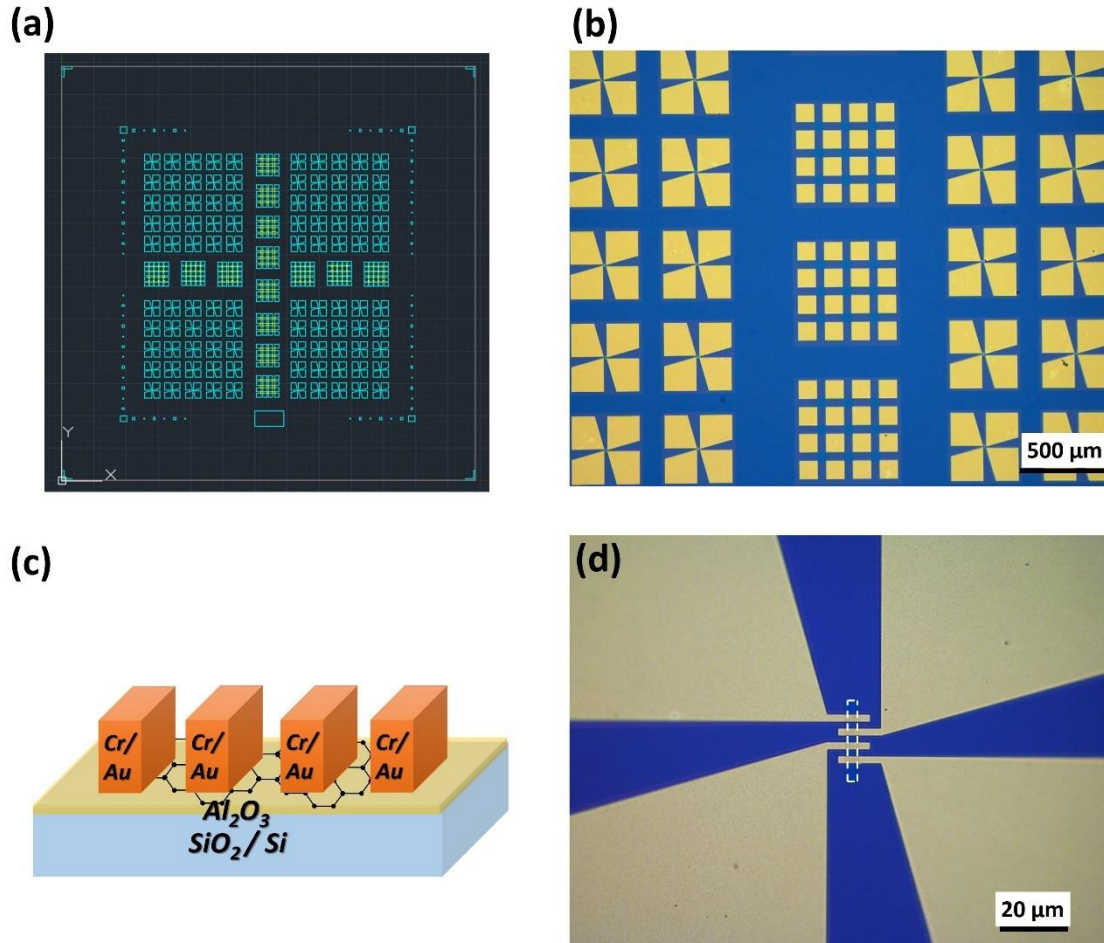 (a)
(b)
Y
X
500 μm
(c)
(d)
Cr/ Cr/ Cr/ Cr/
Au Au Au Au
Al₂O₃
SiO₂ / Si
20 μm